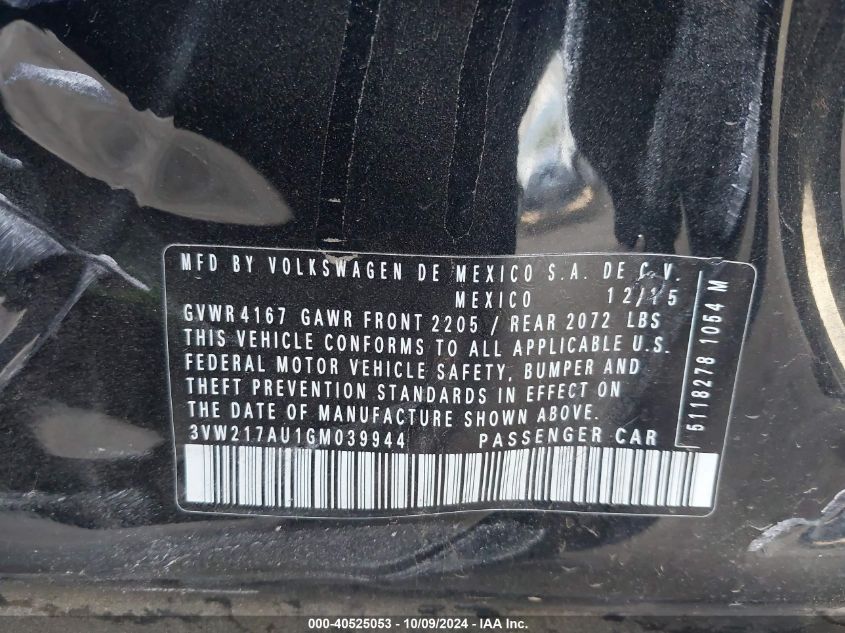 MFD BY VOLKSWAGEN DE MEXICO S.A. DE C.V.
MEXICO 12/15
GVWR 4167 GAWR FRONT 2205 / REAR 2072 LBS
THIS VEHICLE CONFORMS TO ALL APPLICABLE U.S.
FEDERAL MOTOR VEHICLE SAFETY, BUMPER AND
THEFT PREVENTION STANDARDS IN EFFECT ON
THE DATE OF MANUFACTURE SHOWN ABOVE.
3VW217AU1GM039944 PASSENGER CAR
5118278 1054 M
000-40525053 - 10/09/2024 - IAA Inc.